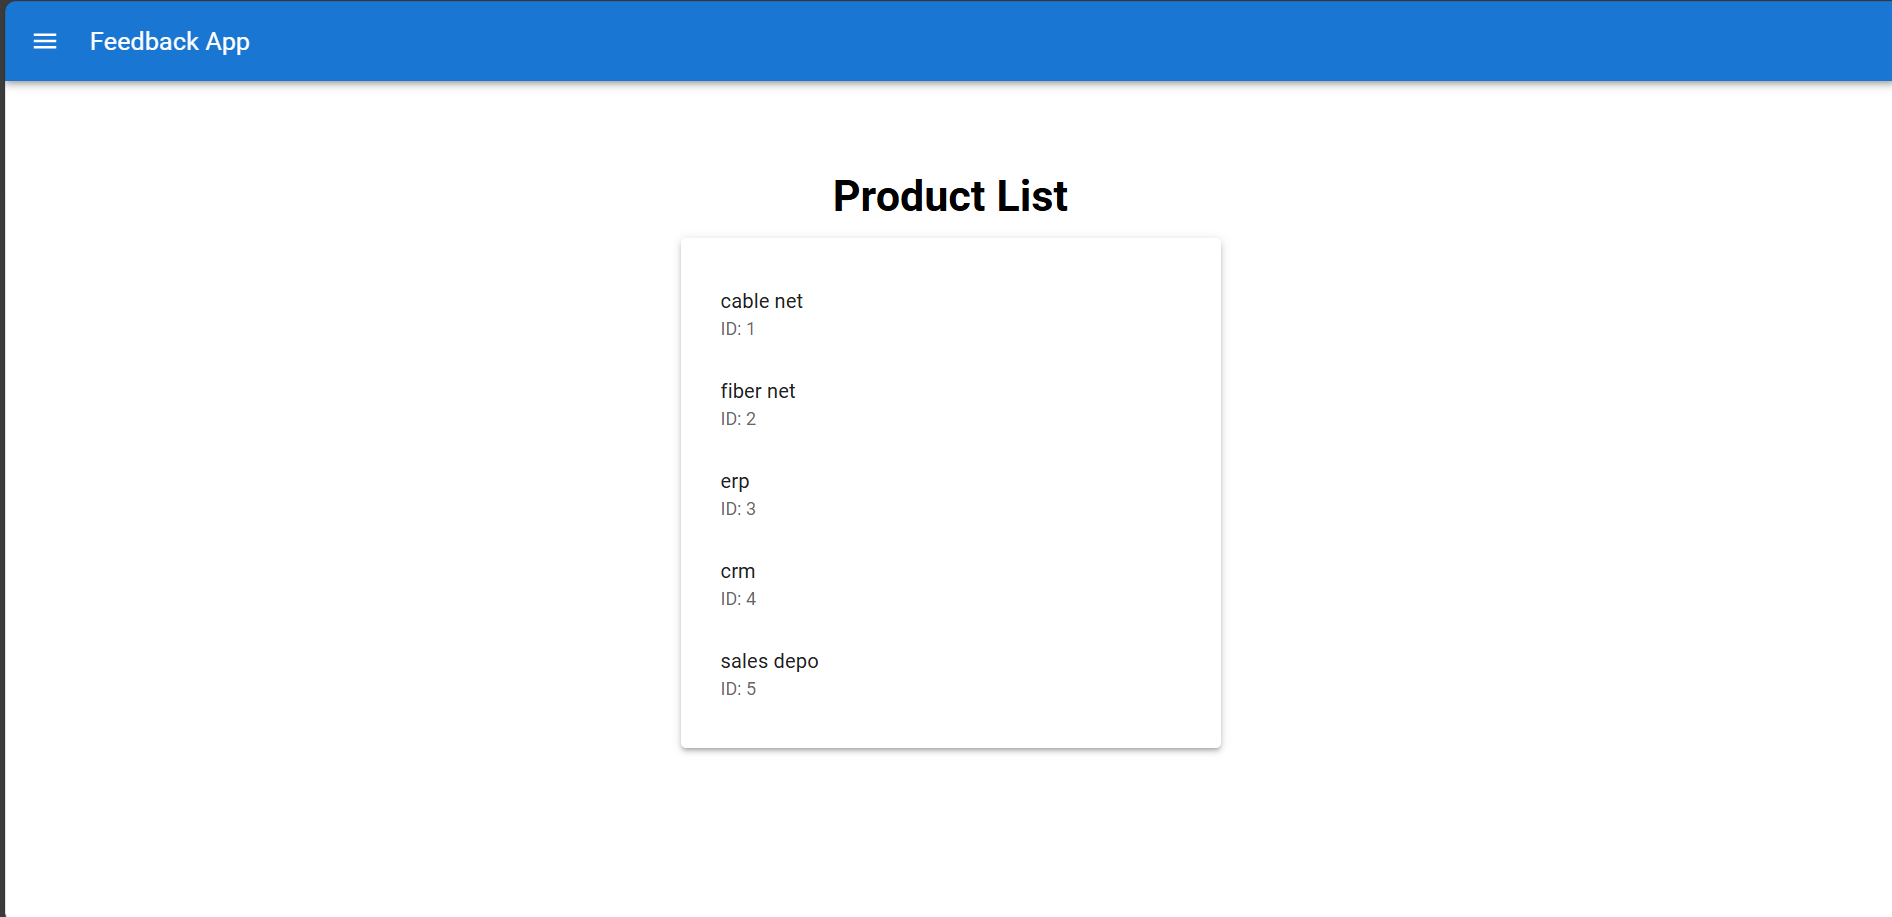 Feedback App
Product List
cable net
ID: 1
fiber net
ID: 2
erp
ID: 3
crm
ID: 4
sales depo
ID: 5